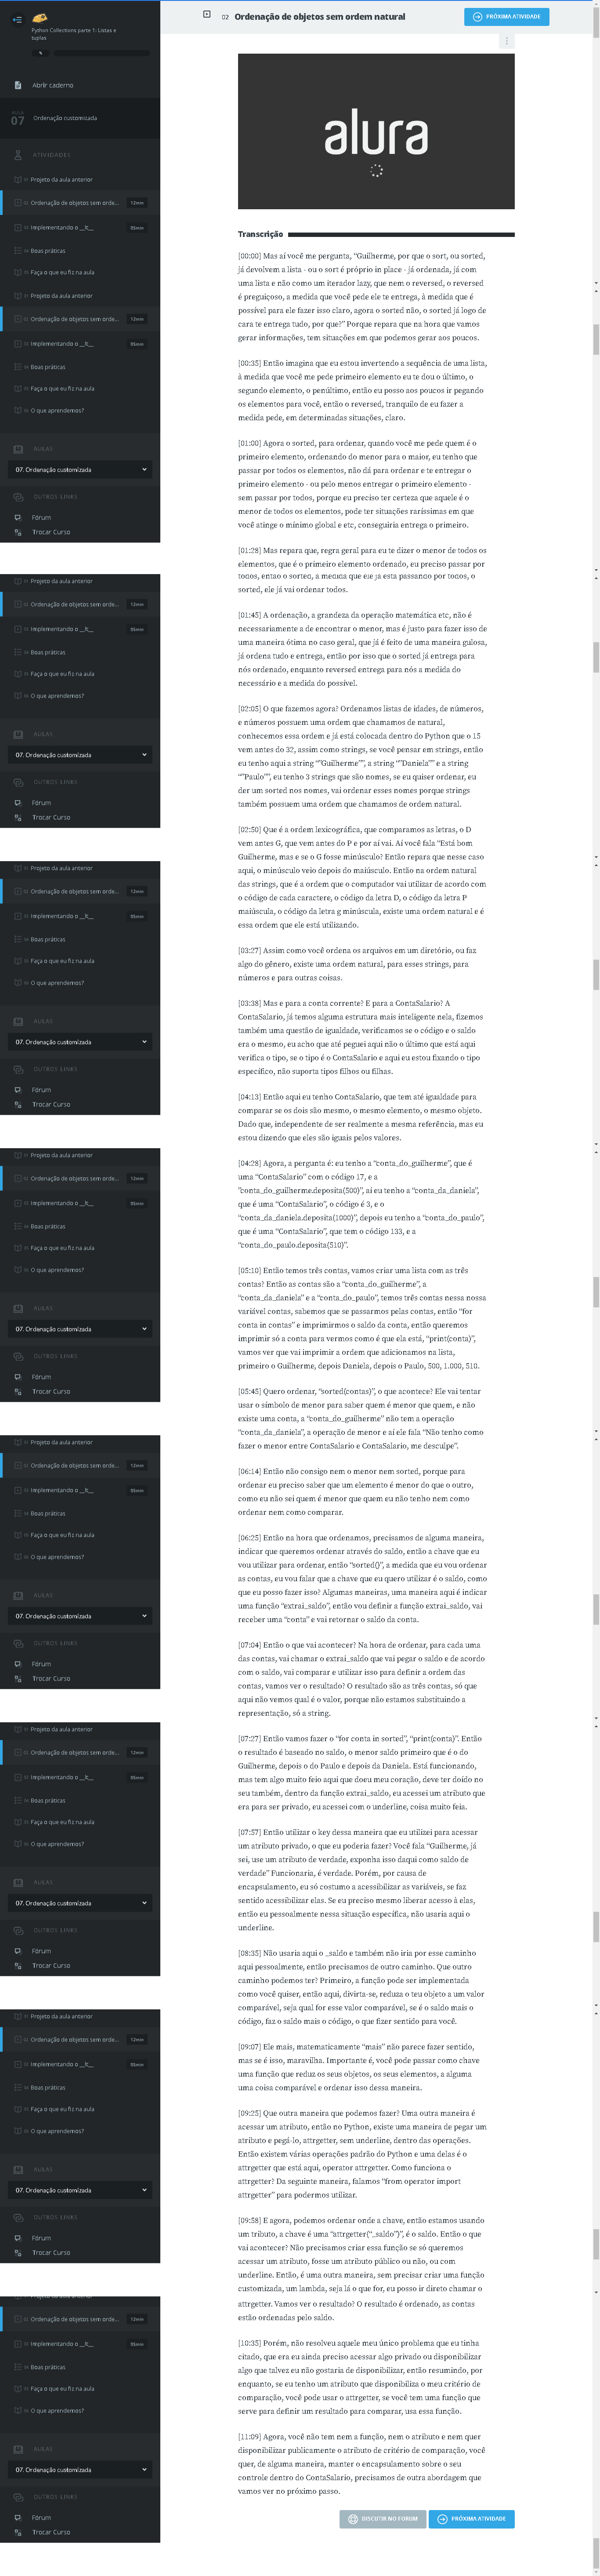 Python Collections parte 1: Listas e
tuplas
Abrir caderno
AULA
07
Ordenação customizada
ATIVIDADES
01 Projeto da aula anterior
02 Ordenação de objetos sem orde... 12min
03 Implementando o __lt__ 05min
04 Boas práticas
05 Faça o que eu fiz na aula
01 Projeto da aula anterior
02 Ordenação de objetos sem orde... 12min
03 Implementando o __lt__ 05min
04 Boas práticas
05 Faça o que eu fiz na aula
06 O que aprendemos?
AULAS
07. Ordenação customizada
OUTROS LINKS
Fórum
Trocar Curso
02 Ordenação de objetos sem ordem natural
PRÓXIMA ATIVIDADE
alura
Transcrição
[00:00] Mas aí você me pergunta, “Guilherme, por que o sort, ou sorted,
já devolvem a lista - ou o sort é próprio in place - já ordenada, já com
uma lista e não como um iterador lazy, que nem o reversed, o reversed
é preguiçoso, a medida que você pede ele te entrega, à medida que é
possível para ele fazer isso claro, agora o sorted não, o sorted já logo de
cara te entrega tudo, por que?” Porque repara que na hora que vamos
gerar informações, tem situações em que podemos gerar aos poucos.
[00:35] Então imagina que eu estou invertendo a sequência de uma lista,
à medida que você me pede primeiro elemento eu te dou o último, o
segundo elemento, o penúltimo, então eu posso aos poucos ir pegando
os elementos para você, então o reversed, tranquilo de eu fazer a
medida pede, em determinadas situações, claro.
[01:00] Agora o sorted, para ordenar, quando você me pede quem é o
primeiro elemento, ordenando do menor para o maior, eu tenho que
passar por todos os elementos, não dá para ordenar e te entregar o
primeiro elemento - ou pelo menos entregar o primeiro elemento -
sem passar por todos, porque eu preciso ter certeza que aquele é o
menor de todos os elementos, pode ter situações raríssimas em que
você atinge o mínimo global e etc, conseguiria entrega o primeiro.
[01:28] Mas repara que, regra geral para eu te dizer o menor de todos os
elementos, que é o primeiro elemento ordenado, eu preciso passar por
todos, então o sorted, a medida que ele já está passando por todos, o
sorted, ele já vai ordenar todos.
[01:45] A ordenação, a grandeza da operação matemática etc, não é
necessariamente a de encontrar o menor, mas é justo para fazer isso de
uma maneira ótima no caso geral, que já é feito de uma maneira gulosa,
já ordena tudo e entrega, então por isso que o sorted já entrega para
nós ordenado, enquanto reversed entrega para nós a medida do
necessário e a medida do possível.
[02:05] O que fazemos agora? Ordenamos listas de idades, de números,
e números possuem uma ordem que chamamos de natural,
conhecemos essa ordem e já está colocada dentro do Python que o 15
vem antes do 32, assim como strings, se você pensar em strings, então
eu tenho aqui a string “”Guilherme””, a string “”Daniela”” e a string
“”Paulo””, eu tenho 3 strings que são nomes, se eu quiser ordenar, eu
der um sorted nos nomes, vai ordenar esses nomes porque strings
também possuem uma ordem que chamamos de ordem natural.
[02:50] Que é a ordem lexicográfica, que comparamos as letras, o D
vem antes G, que vem antes do P e por aí vai. Aí você fala “Está bom
Guilherme, mas e se o G fosse minúsculo? Então repara que nesse caso
aqui, o minúsculo veio depois do maiúsculo. Então na ordem natural
das strings, que é a ordem que o computador vai utilizar de acordo com
o código de cada caractere, o código da letra D, o código da letra P
maiúscula, o código da letra g minúscula, existe uma ordem natural e é
essa ordem que ele está utilizando.
[03:27] Assim como você ordena os arquivos em um diretório, ou faz
algo do gênero, existe uma ordem natural, para esses strings, para
números e para outras coisas.
[03:38] Mas e para a conta corrente? E para a ContaSalario? A
ContaSalario, já temos alguma estrutura mais inteligente nela, fizemos
também uma questão de igualdade, verificamos se o código e o saldo
era o mesmo, eu acho que até peguei aqui não o último que está aqui
verifica o tipo, se o tipo é o ContaSalario e aqui eu estou fixando o tipo
específico, não suporta tipos filhos ou filhas.
[04:13] Então aqui eu tenho ContaSalario, que tem até igualdade para
comparar se os dois são mesmo, o mesmo elemento, o mesmo objeto.
Dado que, independente de ser realmente a mesma referência, mas eu
estou dizendo que eles são iguais pelos valores.
[04:28] Agora, a pergunta é: eu tenho a “conta_do_guilherme”, que é
uma “ContaSalario” com o código 17, e a
”conta_do_guilherme.deposita(500)”, aí eu tenho a “conta_da_daniela”,
que é uma “ContaSalario”, o código é 3, e o
“conta_da_daniela.deposita(1000)”, depois eu tenho a “conta_do_paulo”,
que é uma “ContaSalario”, que tem o código 133, e a
“conta_do_paulo.deposita(510)”.
[05:10] Então temos três contas, vamos criar uma lista com as três
contas? Então as contas são a “conta_do_guilherme”, a
“conta_da_daniela” e a “conta_do_paulo”, temos três contas nessa nossa
variável contas, sabemos que se passarmos pelas contas, então “for
conta in contas” e imprimirmos o saldo da conta, então queremos
imprimir só a conta para vermos como é que ela está, “print(conta)”,
vamos ver que vai imprimir a ordem que adicionamos na lista,
primeiro o Guilherme, depois Daniela, depois o Paulo, 500, 1.000, 510.
[05:45] Quero ordenar, “sorted(contas)”, o que acontece? Ele vai tentar
usar o símbolo de menor para saber quem é menor que quem, e não
existe uma conta, a “conta_do_guilherme” não tem a operação
“conta_da_daniela”, a operação de menor e aí ele fala “Não tenho como
fazer o menor entre ContaSalario e ContaSalario, me desculpe”.
[06:14] Então não consigo nem o menor nem sorted, porque para
ordenar eu preciso saber que um elemento é menor do que o outro,
como eu não sei quem é menor que quem eu não tenho nem como
ordenar nem como comparar.
[06:25] Então na hora que ordenamos, precisamos de alguma maneira,
indicar que queremos ordenar através do saldo, então a chave que eu
vou utilizar para ordenar, então “sorted()”, a medida que eu vou ordenar
as contas, eu vou falar que a chave que eu quero utilizar é o saldo, como
que eu posso fazer isso? Algumas maneiras, uma maneira aqui é indicar
uma função “extrai_saldo”, então vou definir a função extrai_saldo, vai
receber uma “conta” e vai retornar o saldo da conta.
[07:04] Então o que vai acontecer? Na hora de ordenar, para cada uma
das contas, vai chamar o extrai_saldo que vai pegar o saldo e de acordo
com o saldo, vai comparar e utilizar isso para definir a ordem das
contas, vamos ver o resultado? O resultado são as três contas, só que
aqui não vemos qual é o valor, porque não estamos substituindo a
representação, só a string.
[07:27] Então vamos fazer o “for conta in sorted”, “print(conta)”. Então
o resultado é baseado no saldo, o menor saldo primeiro que é o do
Guilherme, depois o do Paulo e depois da Daniela. Está funcionando,
mas tem algo muito feio aqui que doeu meu coração, deve ter doído no
seu também, dentro da função extrai_saldo, eu acessei um atributo que
era para ser privado, eu acessei com o underline, coisa muito feia.
[07:57] Então utilizar o key dessa maneira que eu utilizei para acessar
um atributo privado, o que eu poderia fazer? Você fala “Guilherme, já
sei, use um atributo de verdade, exponha isso daqui como saldo de
verdade” Funcionaria, é verdade. Porém, por causa de
encapsulamento, eu só costumo a acessibilizar as variáveis, se faz
sentido acessibilizar elas. Se eu preciso mesmo liberar acesso à elas,
então eu pessoalmente nessa situação específica, não usaria aqui o
underline.
[08:35] Não usaria aqui o _saldo e também não iria por esse caminho
aqui pessoalmente, então precisamos de outro caminho. Que outro
caminho podemos ter? Primeiro, a função pode ser implementada
como você quiser, então aqui, divirta-se, reduza o teu objeto a um valor
comparável, seja qual for esse valor comparável, se é o saldo mais o
código, faz o saldo mais o código, o que fizer sentido para você.
[09:07] Ele mais, matematicamente “mais” não parece fazer sentido,
mas se é isso, maravilha. Importante é, você pode passar como chave
uma função que reduz os seus objetos, os seus elementos, a alguma
uma coisa comparável e ordenar isso dessa maneira.
[09:25] Que outra maneira que podemos fazer? Uma outra maneira é
acessar um atributo, então no Python, existe uma maneira de pegar um
atributo e pegá-lo, attrgetter, sem underline, dentro das operações.
Então existem várias operações padrão do Python e uma delas é o
attrgetter que está aqui, operator attrgetter. Como funciona o
attrgetter? Da seguinte maneira, falamos “from operator import
attrgetter” para podermos utilizar.
[09:58] E agora, podemos ordenar onde a chave, então estamos usando
um tributo, a chave é uma “attrgetter(“_saldo”)”, é o saldo. Então o que
vai acontecer? Não precisamos criar essa função se só queremos
acessar um atributo, fosse um atributo público ou não, ou com
underline. Então, é uma outra maneira, sem precisar criar uma função
customizada, um lambda, seja lá o que for, eu posso ir direto chamar o
attrgetter. Vamos ver o resultado? O resultado é ordenado, as contas
estão ordenadas pelo saldo.
[10:35] Porém, não resolveu aquele meu único problema que eu tinha
citado, que era eu ainda preciso acessar algo privado ou disponibilizar
algo que talvez eu não gostaria de disponibilizar, então resumindo, por
enquanto, se eu tenho um atributo que disponibiliza o meu critério de
comparação, você pode usar o attrgetter, se você tem uma função que
serve para definir um resultado para comparar, usa essa função.
[11:09] Agora, você não tem nem a função, nem o atributo e nem quer
disponibilizar publicamente o atributo de critério de comparação, você
quer, de alguma maneira, manter o encapsulamento sobre o seu
controle dentro do ContaSalario, precisamos de outra abordagem que
vamos ver no próximo passo.
DISCUTIR NO FORUM
PRÓXIMA ATIVIDADE